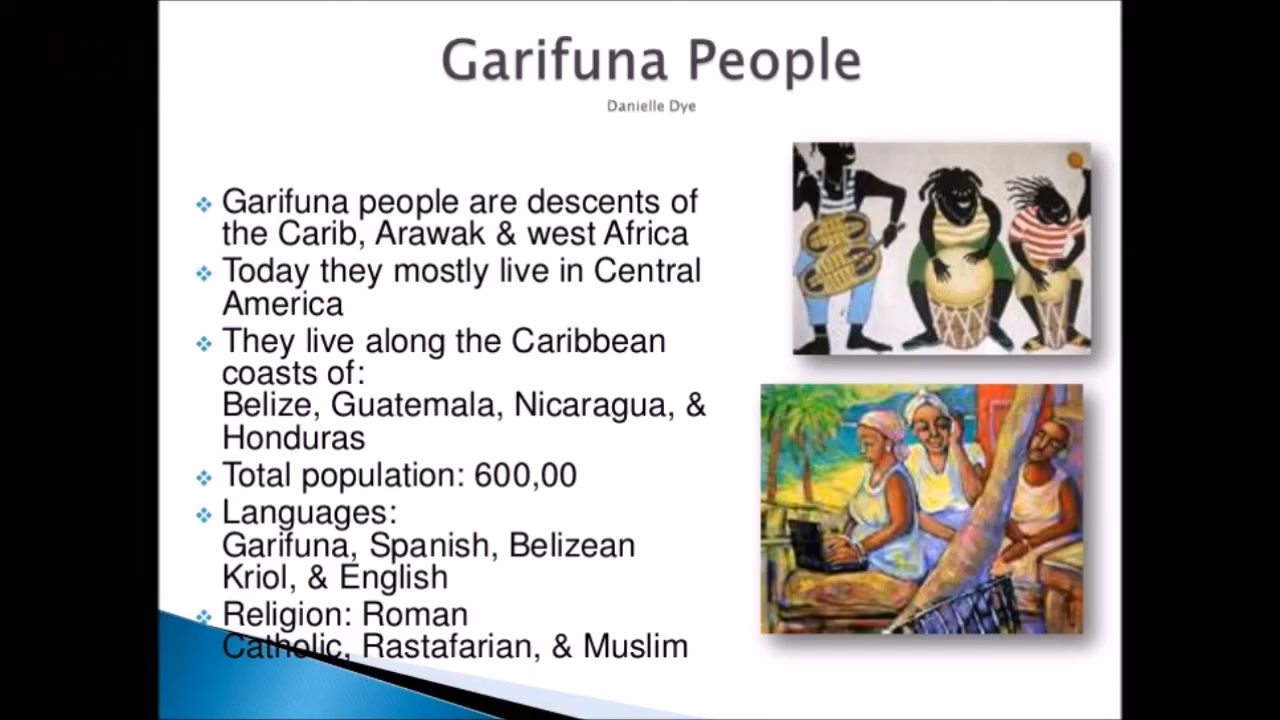 Garifuna People
Danielle Dye
Garifuna people are descents of
the Carib, Arawak & west Africa
Today they mostly live in Central
America
They live along the Caribbean
coasts of:
Belize, Guatemala, Nicaragua, &
Honduras
Total population: 600,00
Languages:
Garifuna, Spanish, Belizean
Kriol, & English
Religion: Roman
Catholic, Rastafarian, & Muslim